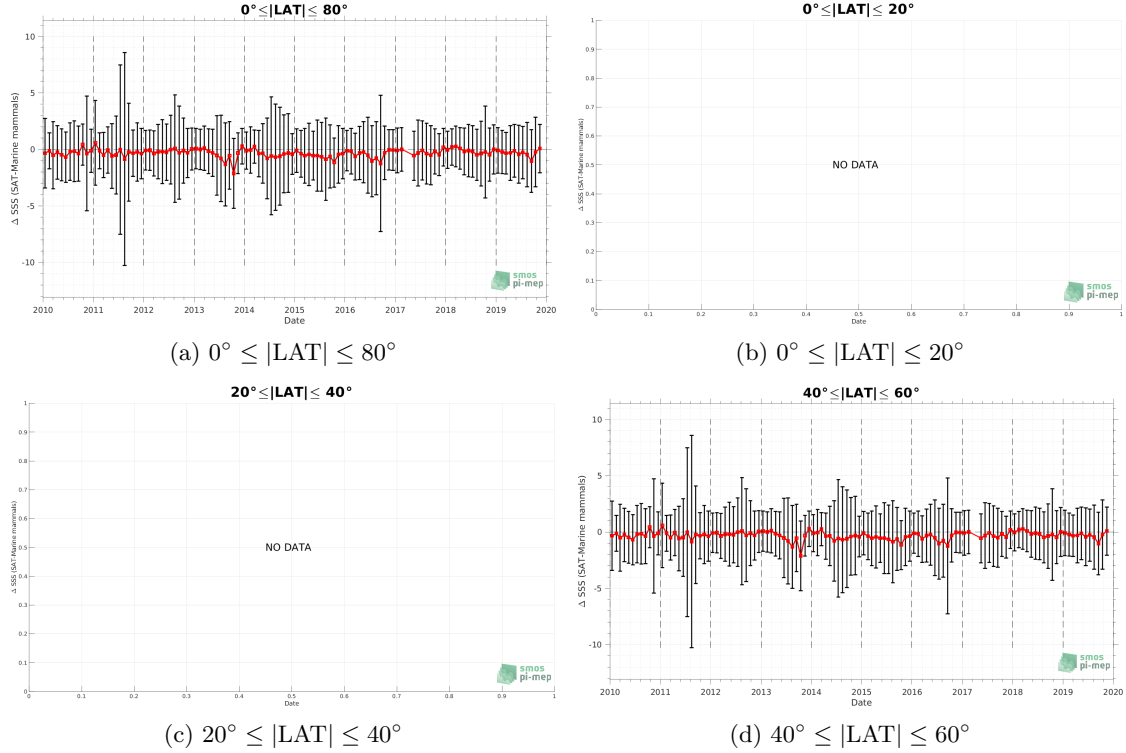 0°≤|LAT|≤ 80°
Δ SSS (SAT-Marine mammals)
10
5
0
-5
-10
2010 2011 2012 2013 2014 2015 2016 2017 2018 2019 2020
Date
smos
pi-mep
(a) 0° ≤ |LAT| ≤ 80°
0°≤|LAT|≤ 20°
Δ SSS (SAT-Marine mammals)
1
0.9
0.8
0.7
0.6
0.5
0.4
0.3
0.2
0.1
0
NO DATA
0 0.1 0.2 0.3 0.4 0.5 0.6 0.7 0.8 0.9 1
Date
smos
pi-mep
(b) 0° ≤ |LAT| ≤ 20°
20°≤|LAT|≤ 40°
Δ SSS (SAT-Marine mammals)
1
0.9
0.8
0.7
0.6
0.5
0.4
0.3
0.2
0.1
0
NO DATA
0 0.1 0.2 0.3 0.4 0.5 0.6 0.7 0.8 0.9 1
Date
smos
pi-mep
(c) 20° ≤ |LAT| ≤ 40°
40°≤|LAT|≤ 60°
Δ SSS (SAT-Marine mammals)
10
5
0
-5
-10
2010 2011 2012 2013 2014 2015 2016 2017 2018 2019 2020
Date
smos
pi-mep
(d) 40° ≤ |LAT| ≤ 60°